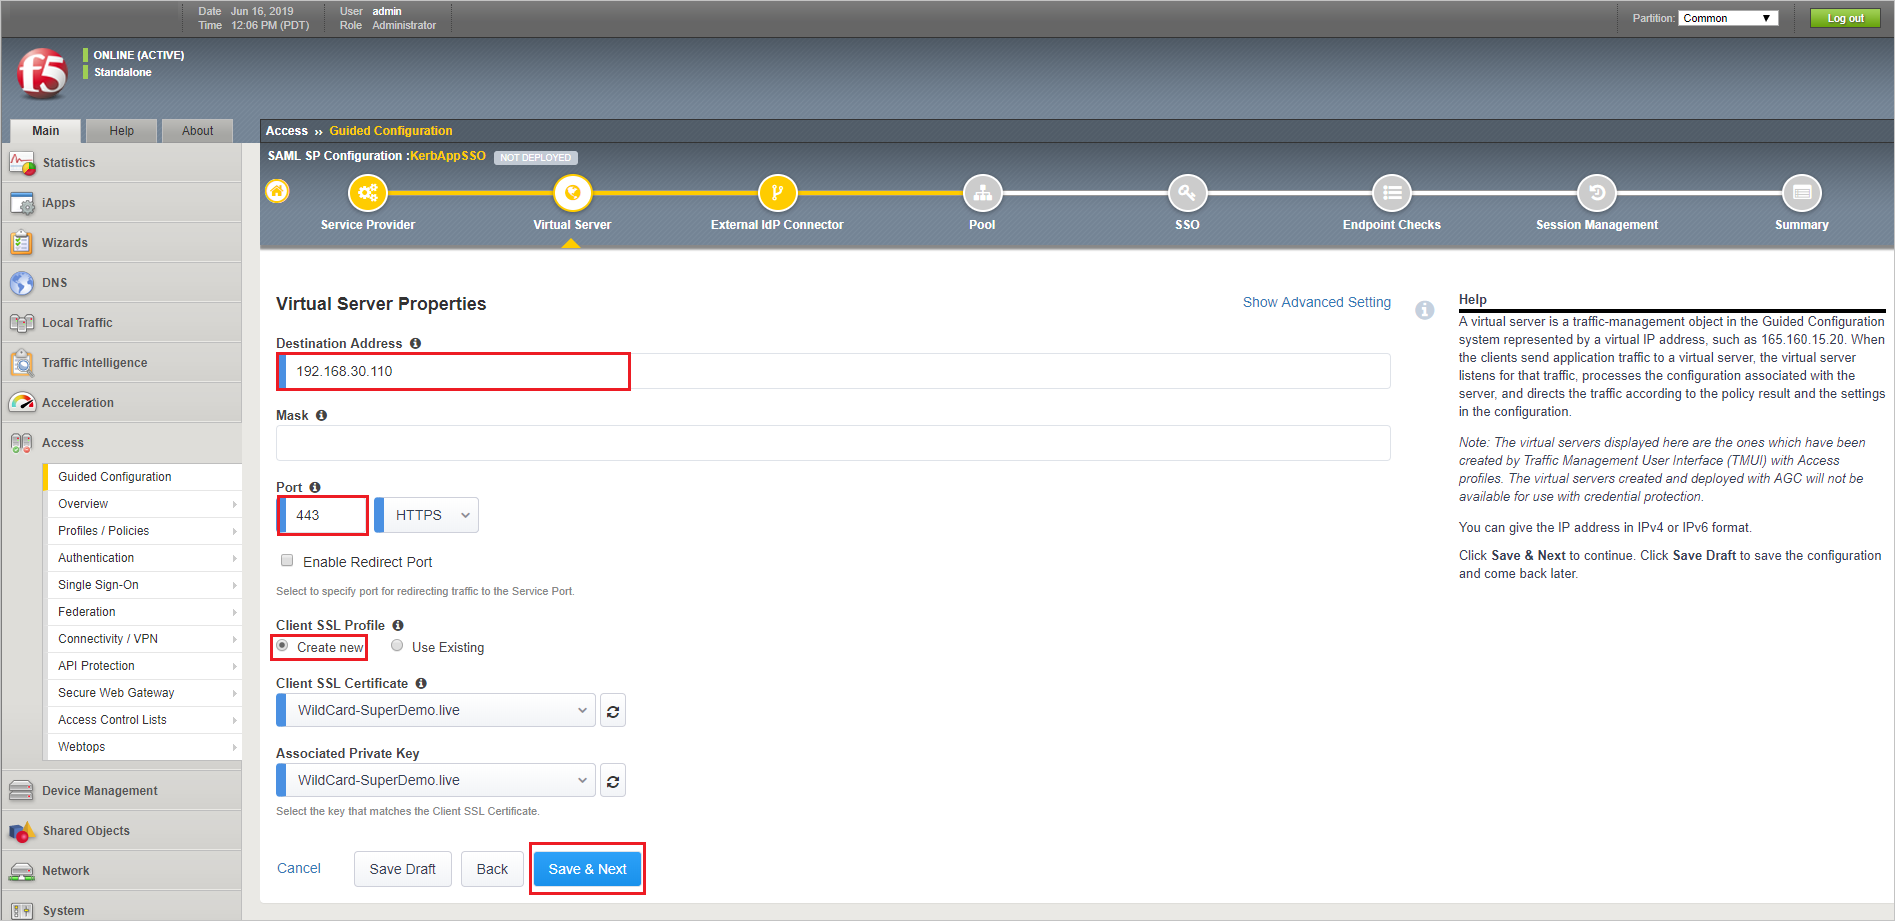 Date Jun 16, 2019
Time 12:06 PM (PDT)
User admin
Role Administrator
Partition: Common
Log out
f5
ONLINE (ACTIVE)
Standalone
Main
Help
About
Statistics
iApps
Wizards
DNS
Local Traffic
Traffic Intelligence
Acceleration
Access
Guided Configuration
Overview
Profiles / Policies
Authentication
Single Sign-On
Federation
Connectivity / VPN
API Protection
Secure Web Gateway
Access Control Lists
Webtops
Device Management
Shared Objects
Network
System
Access ›› Guided Configuration
SAML SP Configuration :KerbAppSSO NOT DEPLOYED
Service Provider
Virtual Server
External IdP Connector
Pool
SSO
Endpoint Checks
Session Management
Summary
Virtual Server Properties
Show Advanced Setting
Destination Address
192.168.30.110
Mask
Port
443
HTTPS
Enable Redirect Port
Select to specify port for redirecting traffic to the Service Port.
Client SSL Profile
Create new
Use Existing
Client SSL Certificate
WildCard-SuperDemo.live
Associated Private Key
WildCard-SuperDemo.live
Select the key that matches the Client SSL Certificate.
Cancel
Save Draft
Back
Save & Next
Help
A virtual server is a traffic-management object in the Guided Configuration
system represented by a virtual IP address, such as 165.160.15.20. When
the clients send application traffic to a virtual server, the virtual server
listens for that traffic, processes the configuration associated with the
server, and directs the traffic according to the policy result and the settings
in the configuration.
Note: The virtual servers displayed here are the ones which have been
created by Traffic Management User Interface (TMUI) with Access
profiles. The virtual servers created and deployed with AGC will not be
available for use with credential protection.
You can give the IP address in IPv4 or IPv6 format.
Click Save & Next to continue. Click Save Draft to save the configuration
and come back later.